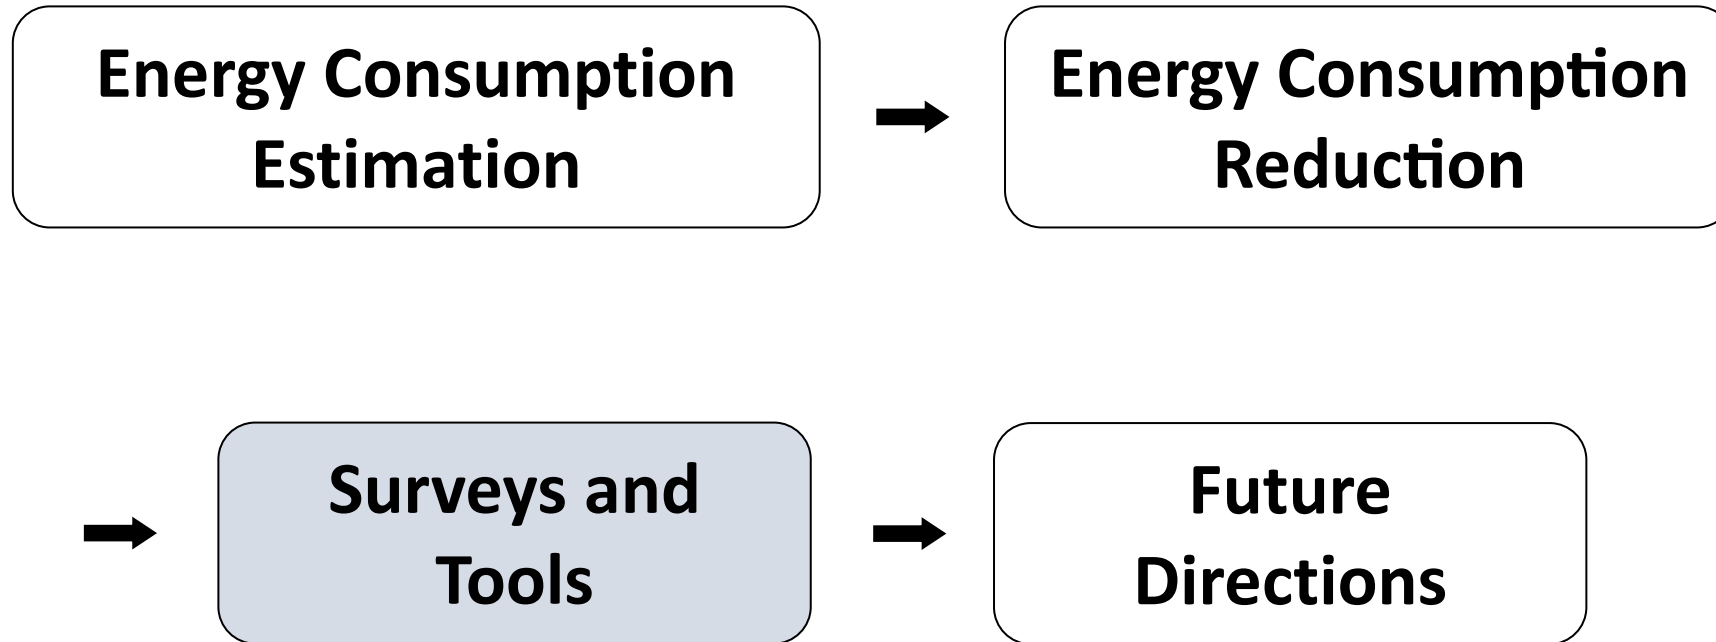 Energy Consumption
Estimation
Energy Consumption
Reduction
Surveys and
Tools
Future
Directions